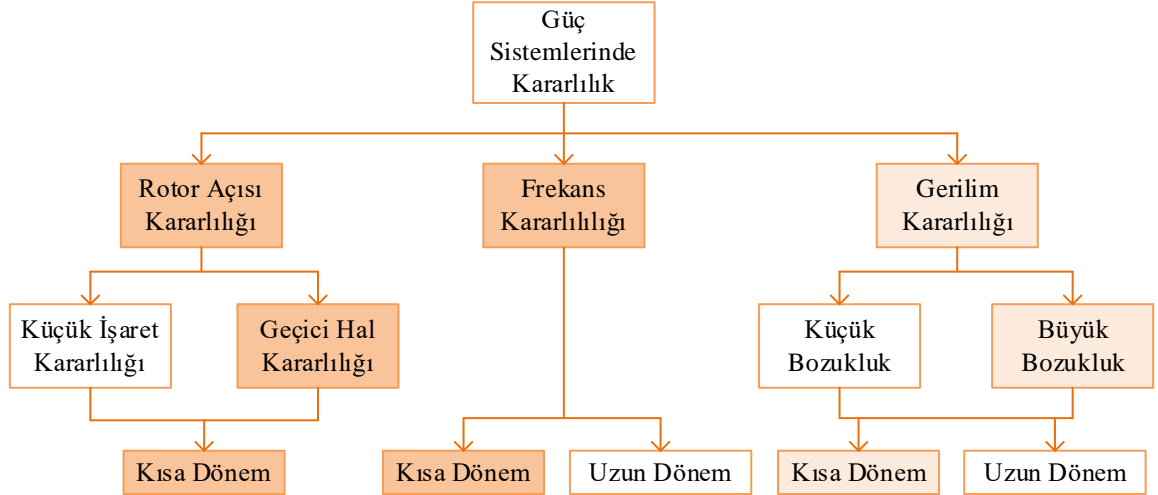 Güç
Sistemlerinde
Kararlılık
Rotor Açısı
Kararlılığı
Frekans
Kararlılılığı
Gerilim
Kararlılığı
Küçük İşaret
Kararlılığı
Geçici Hal
Kararlılığı
Küçük
Bozukluk
Büyük
Bozukluk
Kısa Dönem
Kısa Dönem
Uzun Dönem
Kısa Dönem
Uzun Dönem